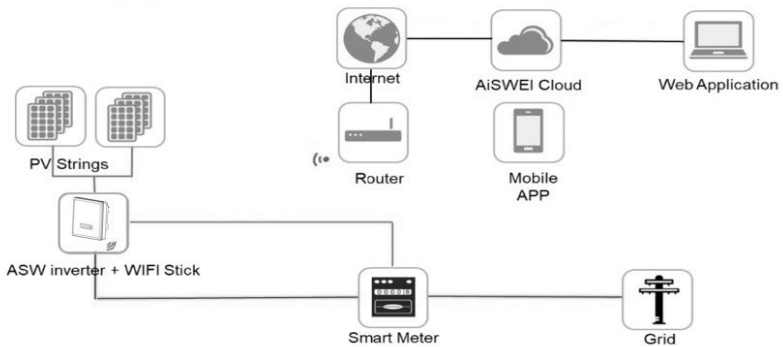 Internet
AiSWEI Cloud
Web Application
PV Strings
Router
Mobile
APP
ASW inverter + WIFI Stick
Smart Meter
Grid